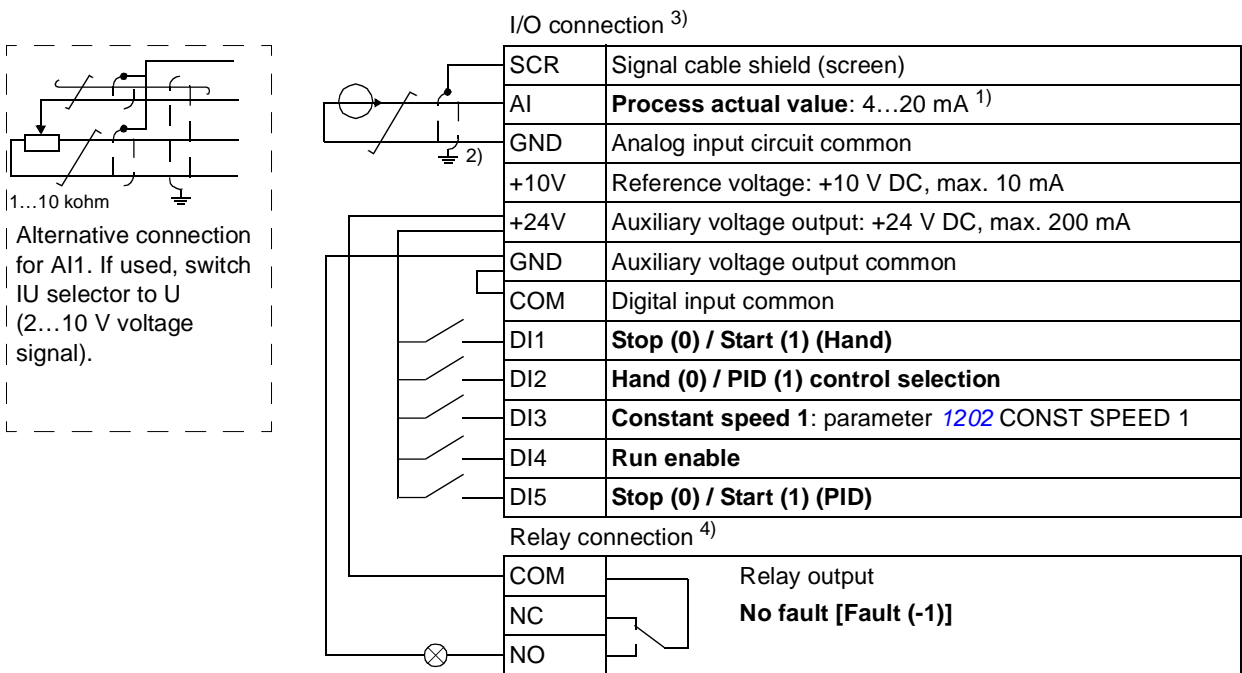 I/O connection 3)
SCR Signal cable shield (screen)
AI Process actual value: 4…20 mA 1)
GND Analog input circuit common
2)
+10V Reference voltage: +10 V DC, max. 10 mA
+24V Auxiliary voltage output: +24 V DC, max. 200 mA
GND Auxiliary voltage output common
COM Digital input common
DI1 Stop (0) / Start (1) (Hand)
DI2 Hand (0) / PID (1) control selection
DI3 Constant speed 1: parameter 1202 CONST SPEED 1
DI4 Run enable
DI5 Stop (0) / Start (1) (PID)
Relay connection 4)
COM Relay output
NC No fault [Fault (-1)]
NO
1…10 kohm
Alternative connection
for AI1. If used, switch
IU selector to U
(2…10 V voltage
signal).